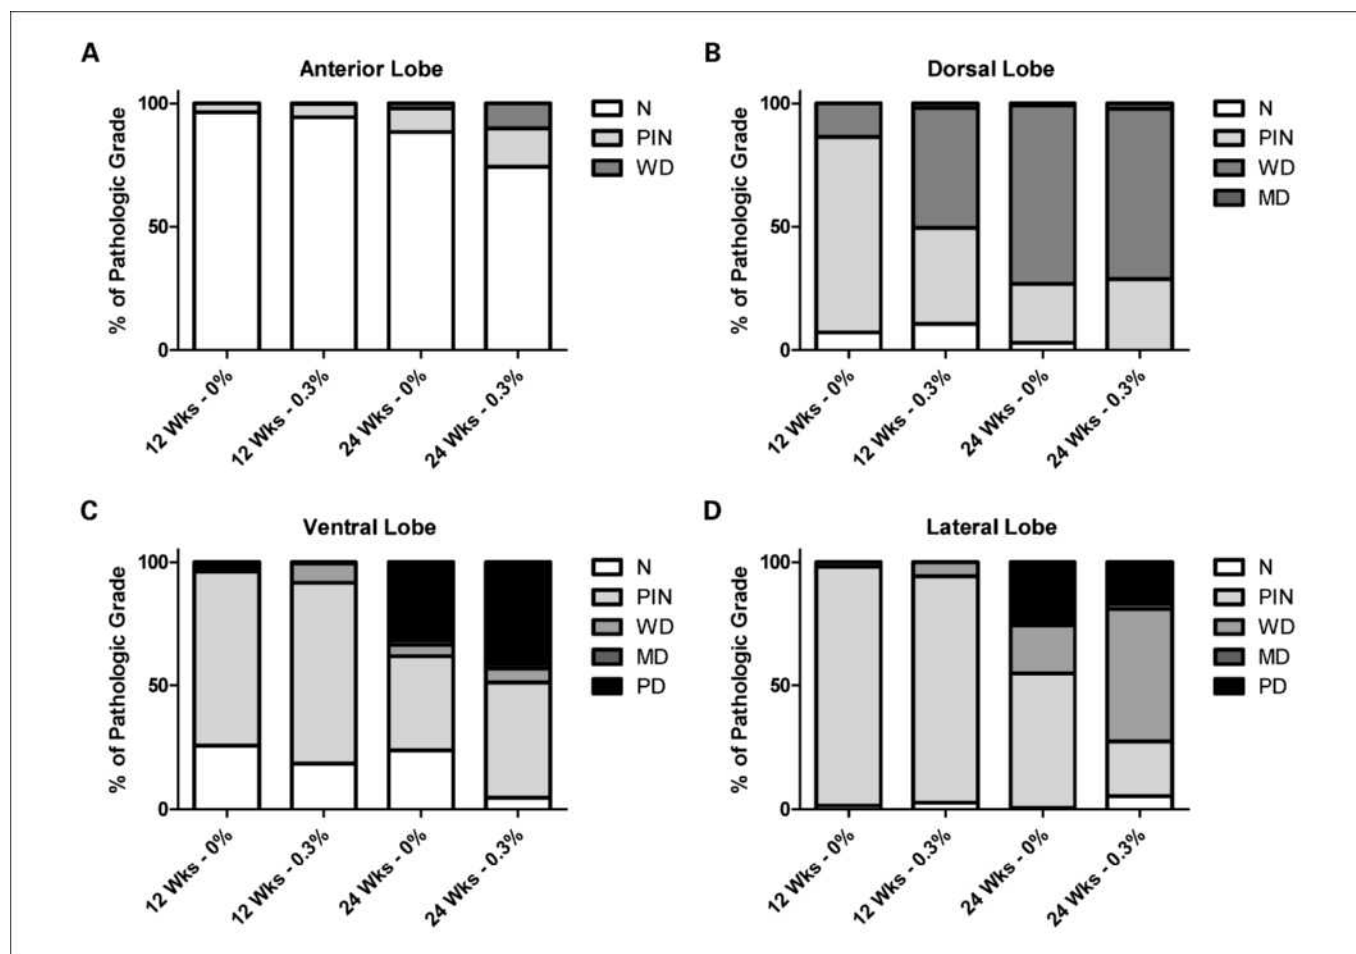 A
Anterior Lobe
% of Pathologic Grade
100
50
0
12 Wks - 0%
12 Wks - 0.3%
24 Wks - 0%
24 Wks - 0.3%
N
PIN
WD
B
Dorsal Lobe
% of Pathologic Grade
100
50
0
12 Wks - 0%
12 Wks - 0.3%
24 Wks - 0%
24 Wks - 0.3%
N
PIN
WD
MD
C
Ventral Lobe
% of Pathologic Grade
100
50
0
12 Wks - 0%
12 Wks - 0.3%
24 Wks - 0%
24 Wks - 0.3%
N
PIN
WD
MD
PD
D
Lateral Lobe
% of Pathologic Grade
100
50
0
12 Wks - 0%
12 Wks - 0.3%
24 Wks - 0%
24 Wks - 0.3%
N
PIN
WD
MD
PD